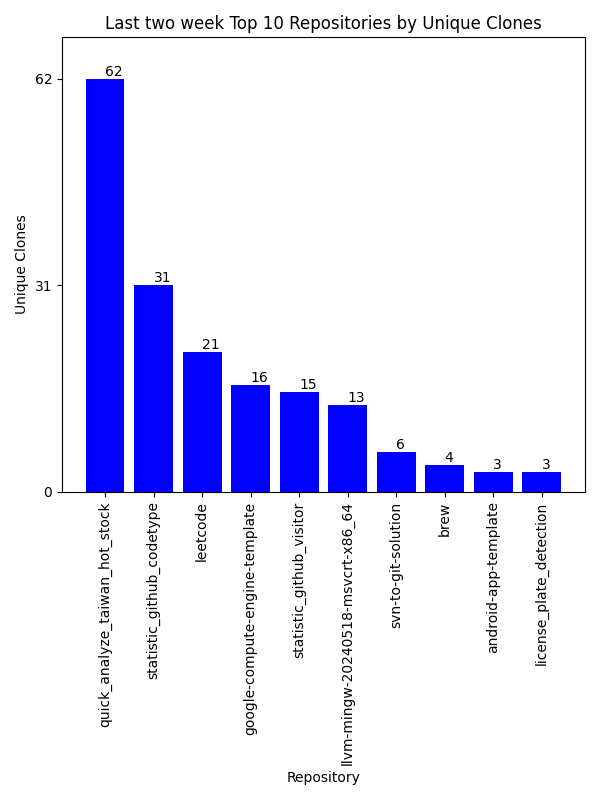 Last two week Top 10 Repositories by Unique Clones
Unique Clones
62
31
0
62
31
21
16
15
13
6
4
3
3
quick_analyze_taiwan_hot_stock
statistic_github_codetype
leetcode
google-compute-engine-template
statistic_github_visitor
llvm-mingw-20240518-msvcrt-x86_64
svn-to-git-solution
brew
android-app-template
license_plate_detection
Repository